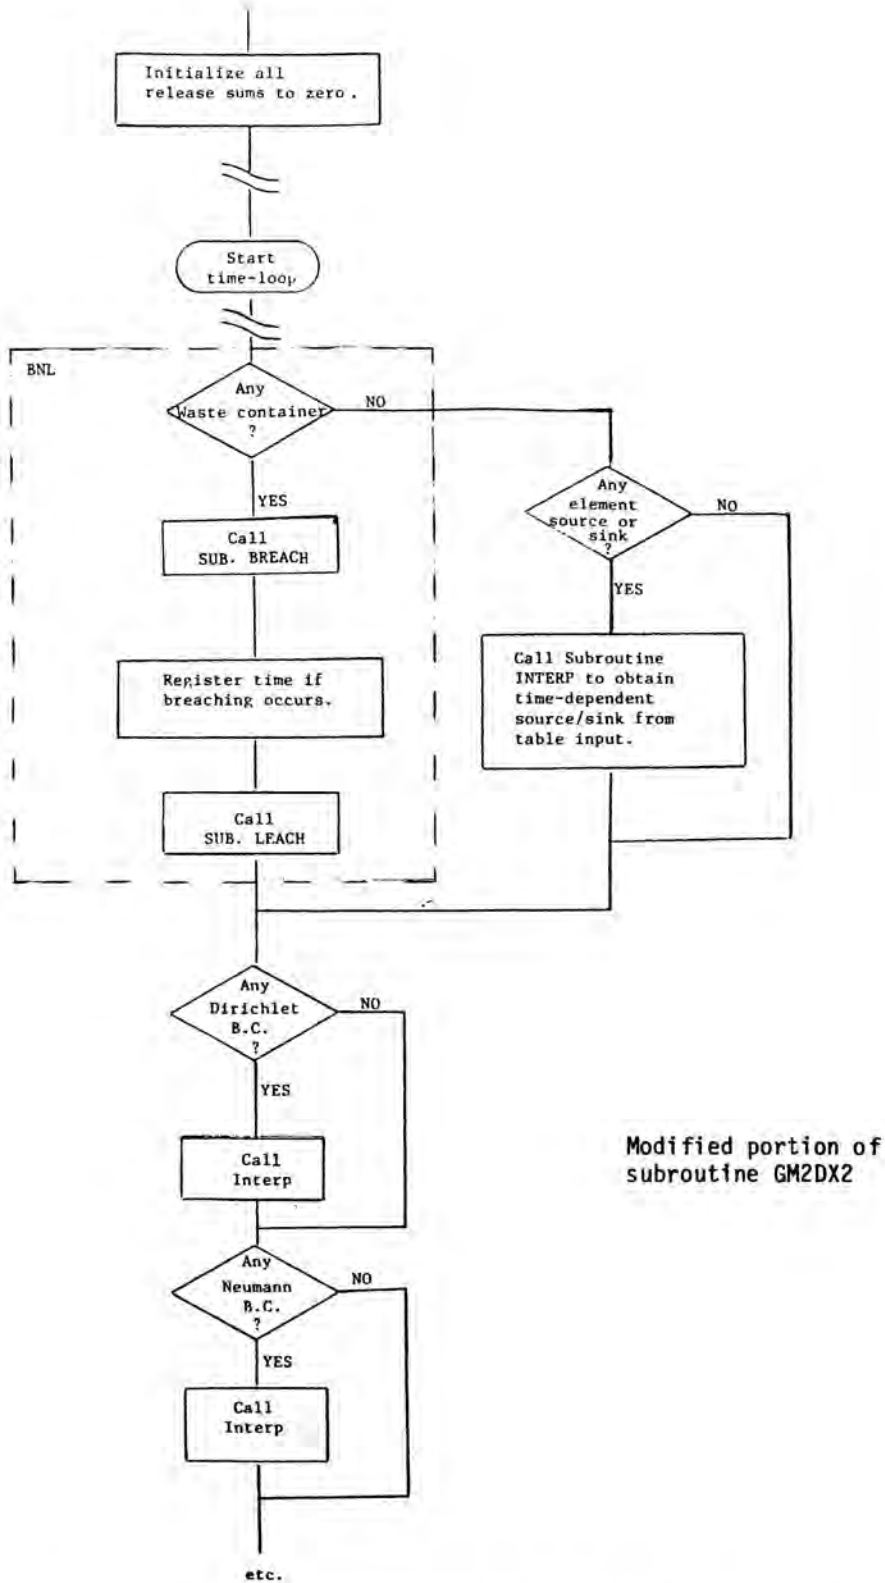 Initialize all
release sums to zero.
Start
time-loop
BNL
Any
Waste container
?
NO
YES
Call
SUB. BREACH
Register time if
breaching occurs.
Call
SUB. LEACH
Any
element
source or
sink
?
NO
YES
Call Subroutine
INTERP to obtain
time-dependent
source/sink from
table input.
Any
Dirichlet
B.C.
?
NO
YES
Call
Interp
Any
Neumann
B.C.
?
NO
YES
Call
Interp
etc.
Modified portion of
subroutine GM2DX2